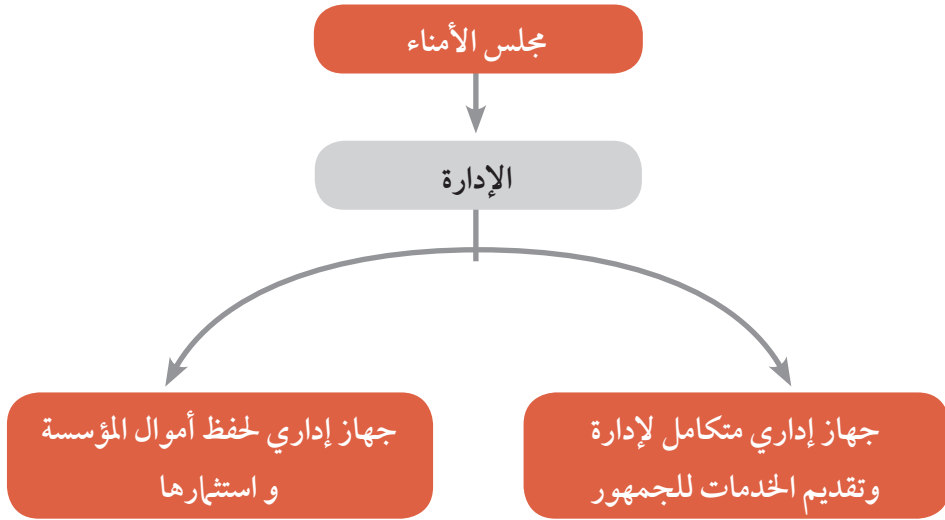 مجلس الأمناء
الإدارة
جهاز إداري متكامل لإدارة
وتقديم الخدمات للجمهور
جهاز إداري لحفظ أموال المؤسسة
و استثمارها